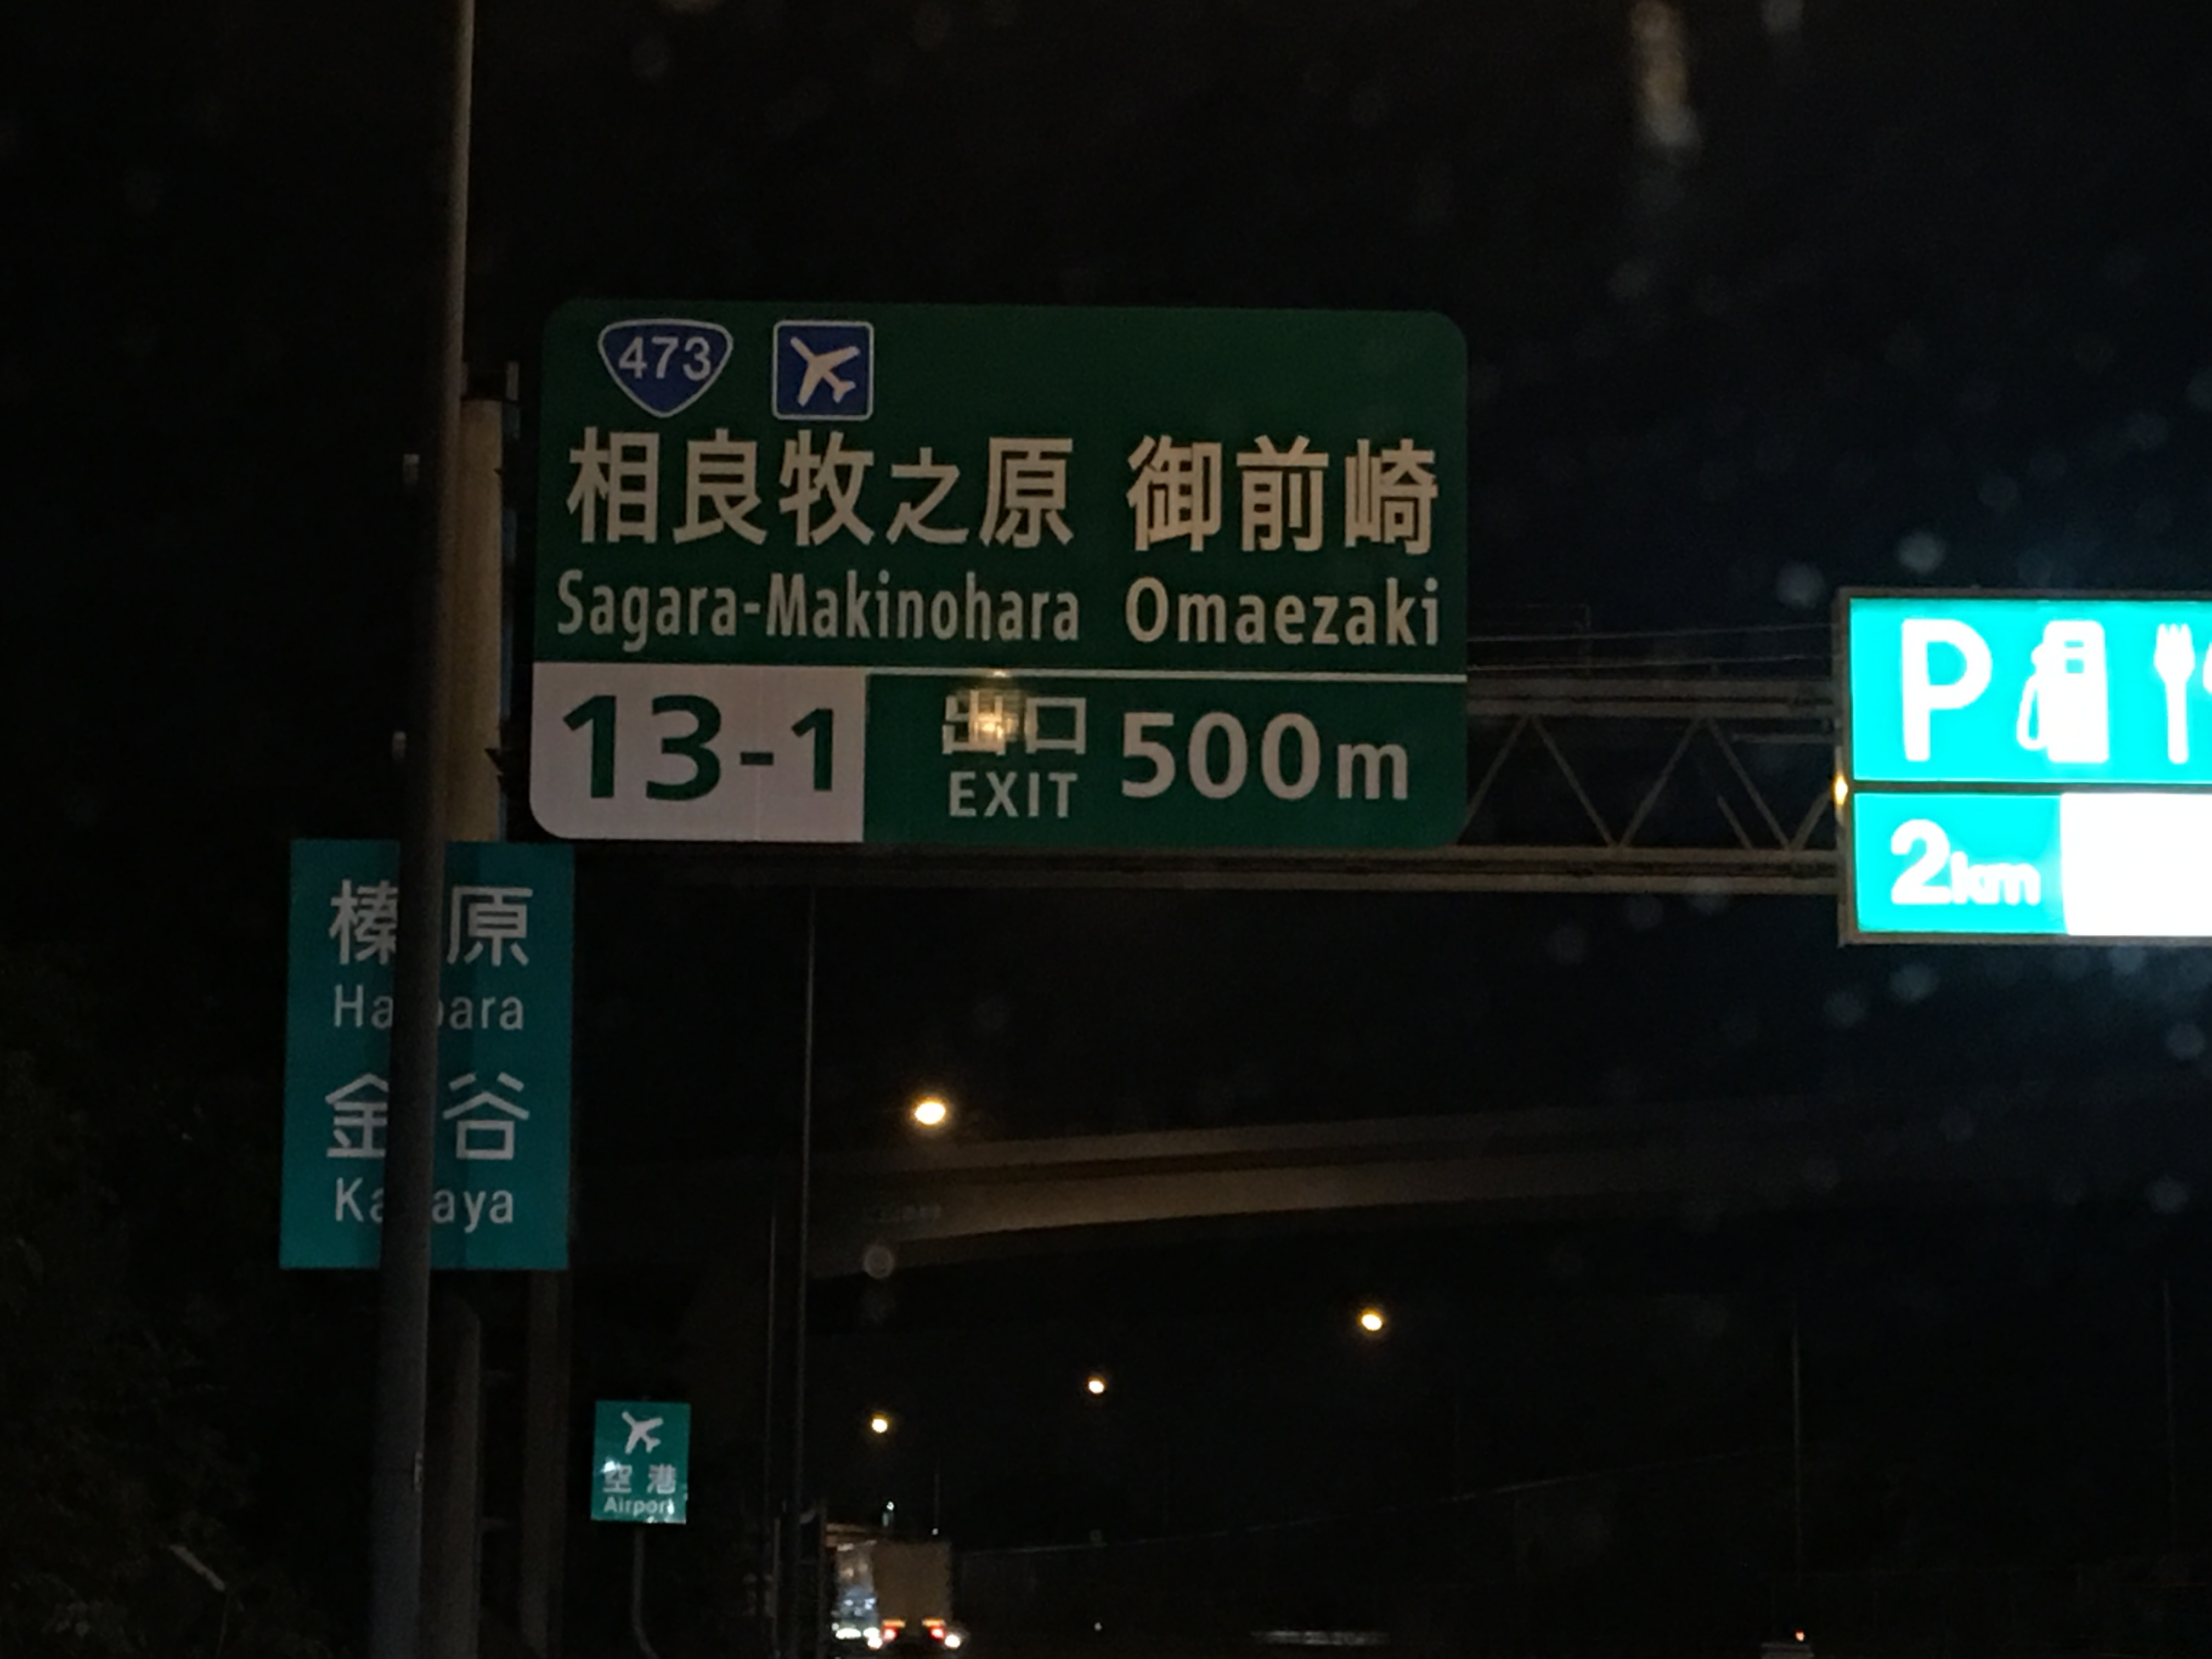 473
相良牧之原 御前崎
Sagara-Makinohara Omaezaki
13-1 出口 500m
EXIT
P
2km
榛原
金谷
空港
Airport